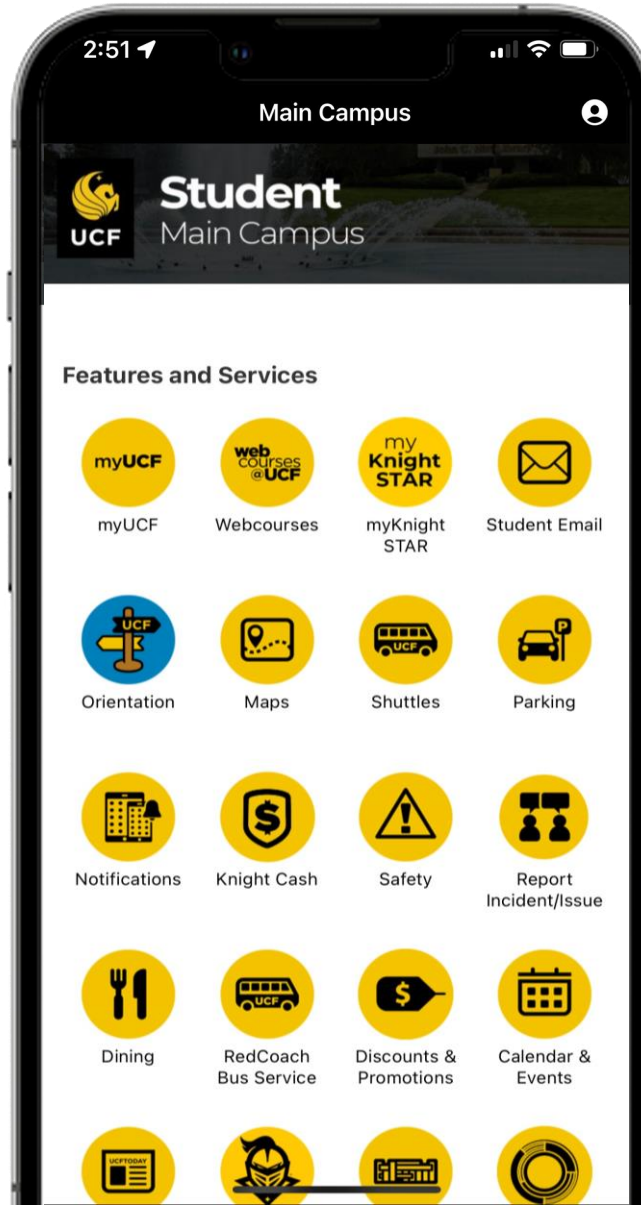 2:51
Main Campus
UCF
Student
Main Campus
Features and Services
myUCF
web
courses
@UCF
my
Knight
STAR
myUCF
Webcourses
myKnight
STAR
Student Email
UCF
UCF
P
Orientation
Maps
Shuttles
Parking
$
Notifications
Knight Cash
Safety
Report
Incident/Issue
UCF
$
Dining
RedCoach
Bus Service
Discounts &
Promotions
Calendar &
Events
UCFTODAY